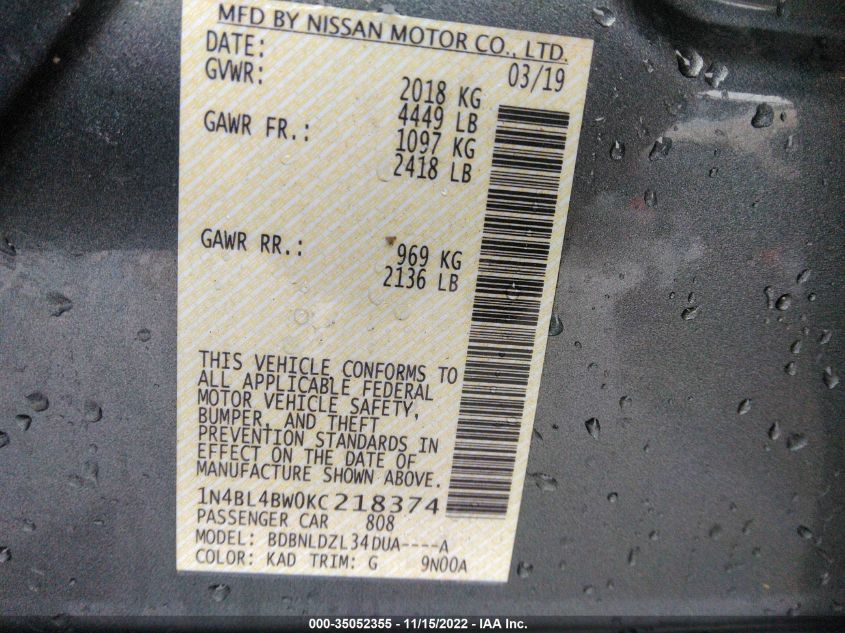 MFD BY NISSAN MOTOR CO., LTD.
DATE: 03/19
GVWR: 2018 KG
4449 LB
GAWR FR.: 1097 KG
2418 LB
GAWR RR.: 969 KG
2136 LB
THIS VEHICLE CONFORMS TO
ALL APPLICABLE FEDERAL
MOTOR VEHICLE SAFETY,
BUMPER, AND THEFT
PREVENTION STANDARDS IN
EFFECT ON THE DATE OF
MANUFACTURE SHOWN ABOVE.
1N4BL4BW0KC218374
PASSENGER CAR 808
MODEL: BDBNLDZL34DUA----A
COLOR: KAD TRIM: G 9N00A
000-35052355 - 11/15/2022 - IAA Inc.